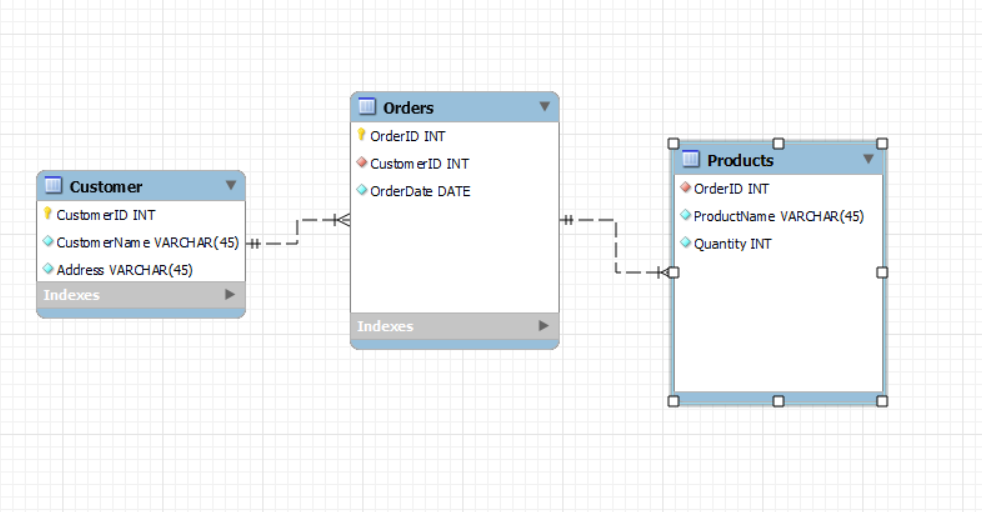 Customer
CustomerID INT
CustomerName VARCHAR(45)
Address VARCHAR(45)
Indexes
Orders
OrderID INT
CustomerID INT
OrderDate DATE
Indexes
Products
OrderID INT
ProductName VARCHAR(45)
Quantity INT